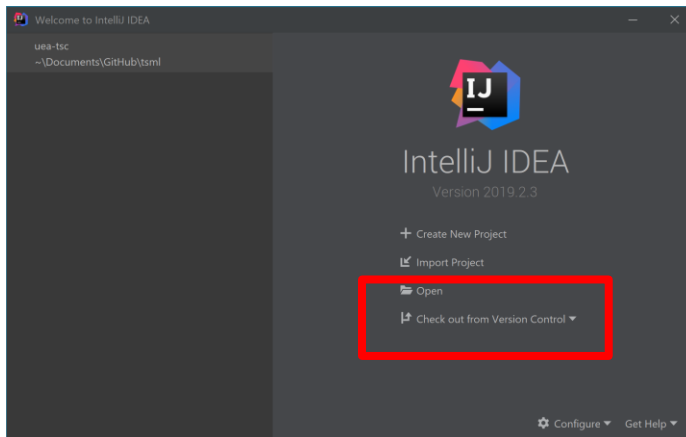 Welcome to IntelliJ IDEA
uea-tsc
~\Documents\GitHub\tsml
IJ
IntelliJ IDEA
Version 2019.2.3
Create New Project
Import Project
Open
Check out from Version Control
Configure
Get Help